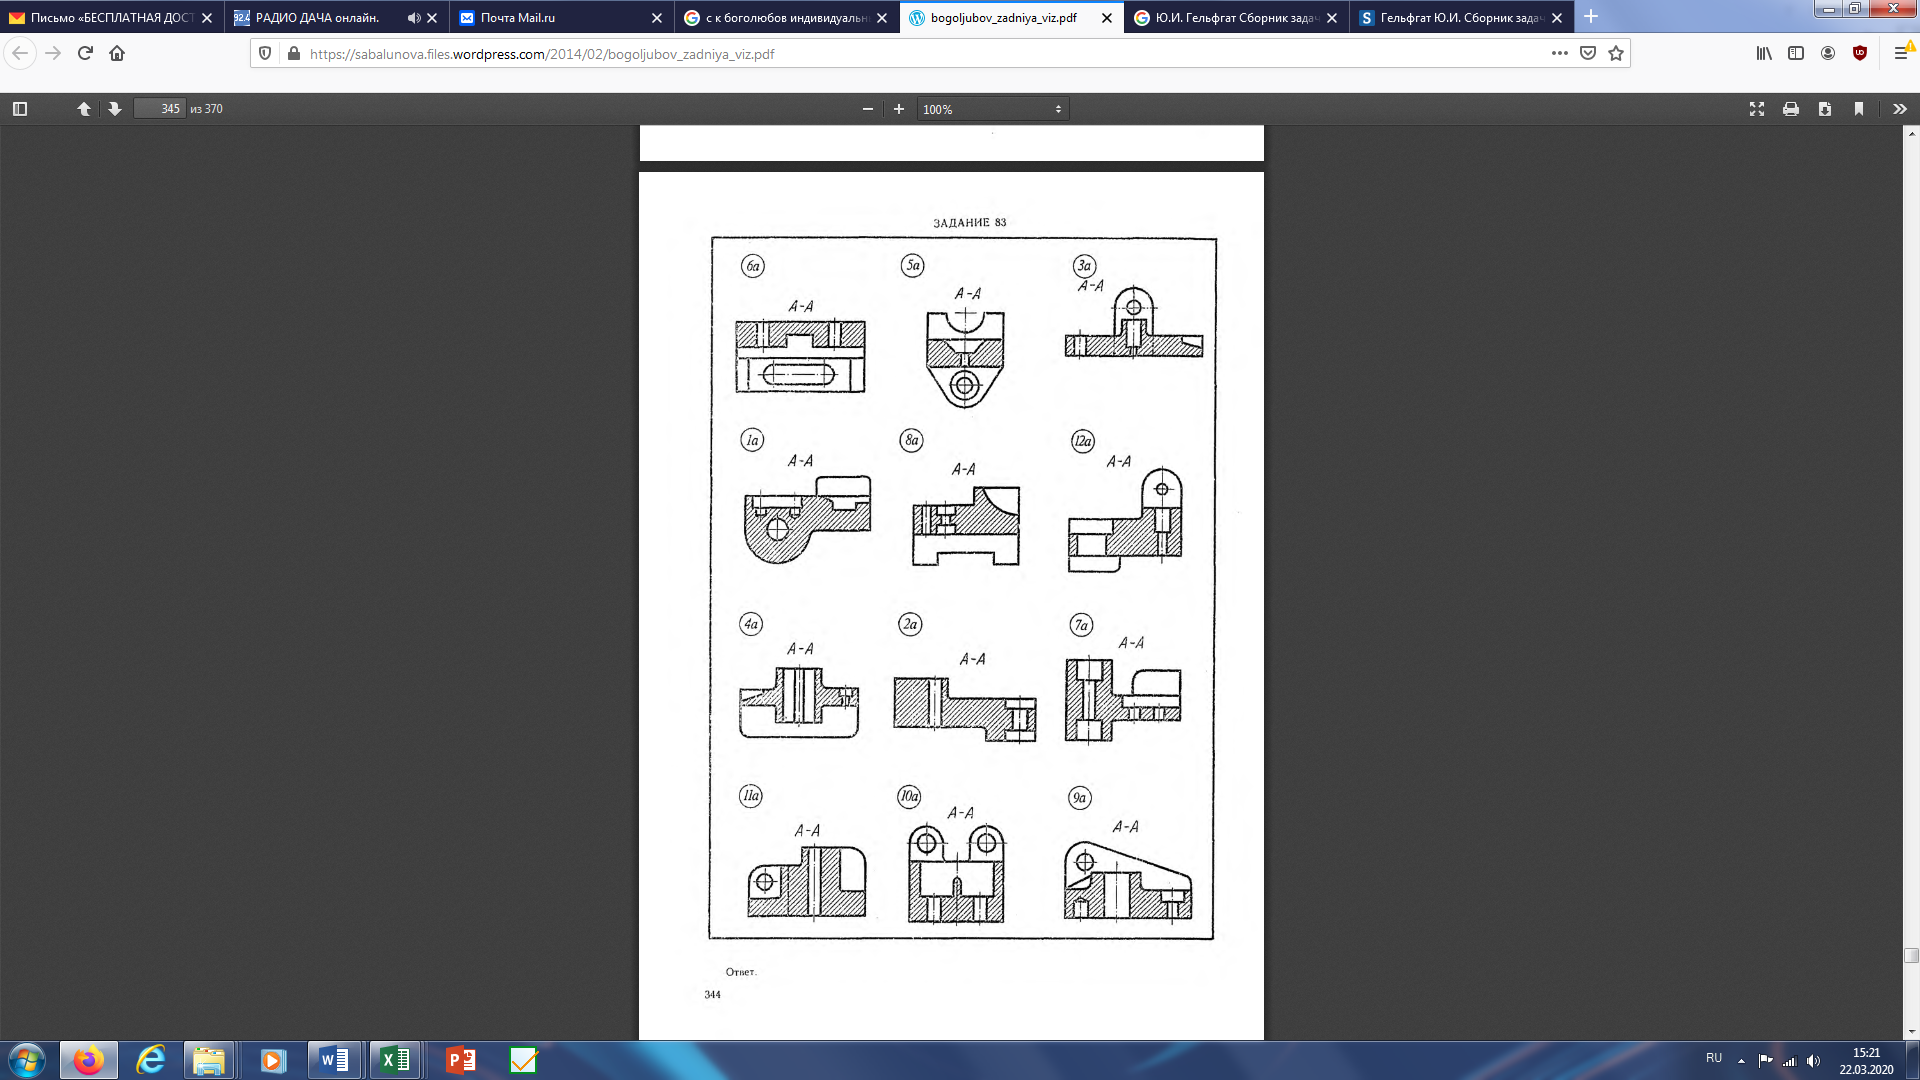 Письмо «БЕСПЛАТНАЯ ДОСТ
РАДИО ДАЧА онлайн.
Почта Mail.ru
с к боголюбов индивидуальн
bogoljubov_zadniya_viz.pdf
Ю.И. Гельфгат Сборник задач
Гельфгат Ю.И. Сборник задач
https://sabalunova.files.wordpress.com/2014/02/bogoljubov_zadniya_viz.pdf
345 из 370
100%
ЗАДАНИЕ 83
6а 5а 3а
А-А А-А А-А
1а 8а 12а
А-А А-А А-А
4а 2а 7а
А-А А-А А-А
11а 10а 9а
А-А А-А А-А
Ответ.
344
RU
15:21
22.03.2020